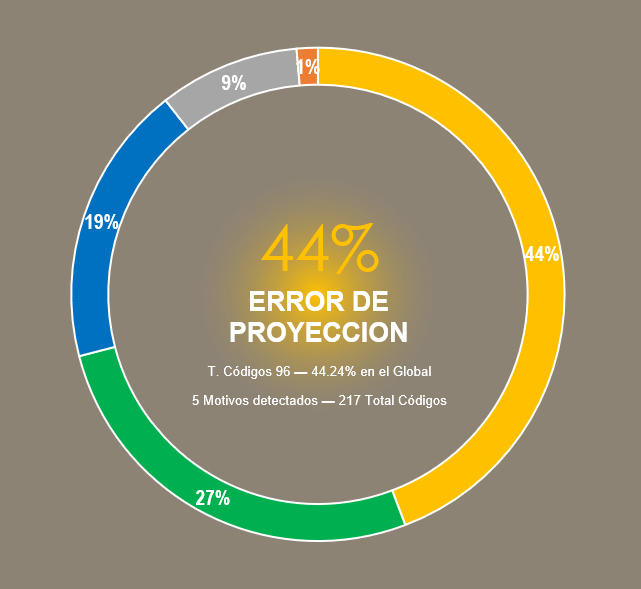 1%
9%
19%
44%
44%
ERROR DE
PROYECCION
T. Códigos 96 — 44.24% en el Global
5 Motivos detectados — 217 Total Códigos
27%